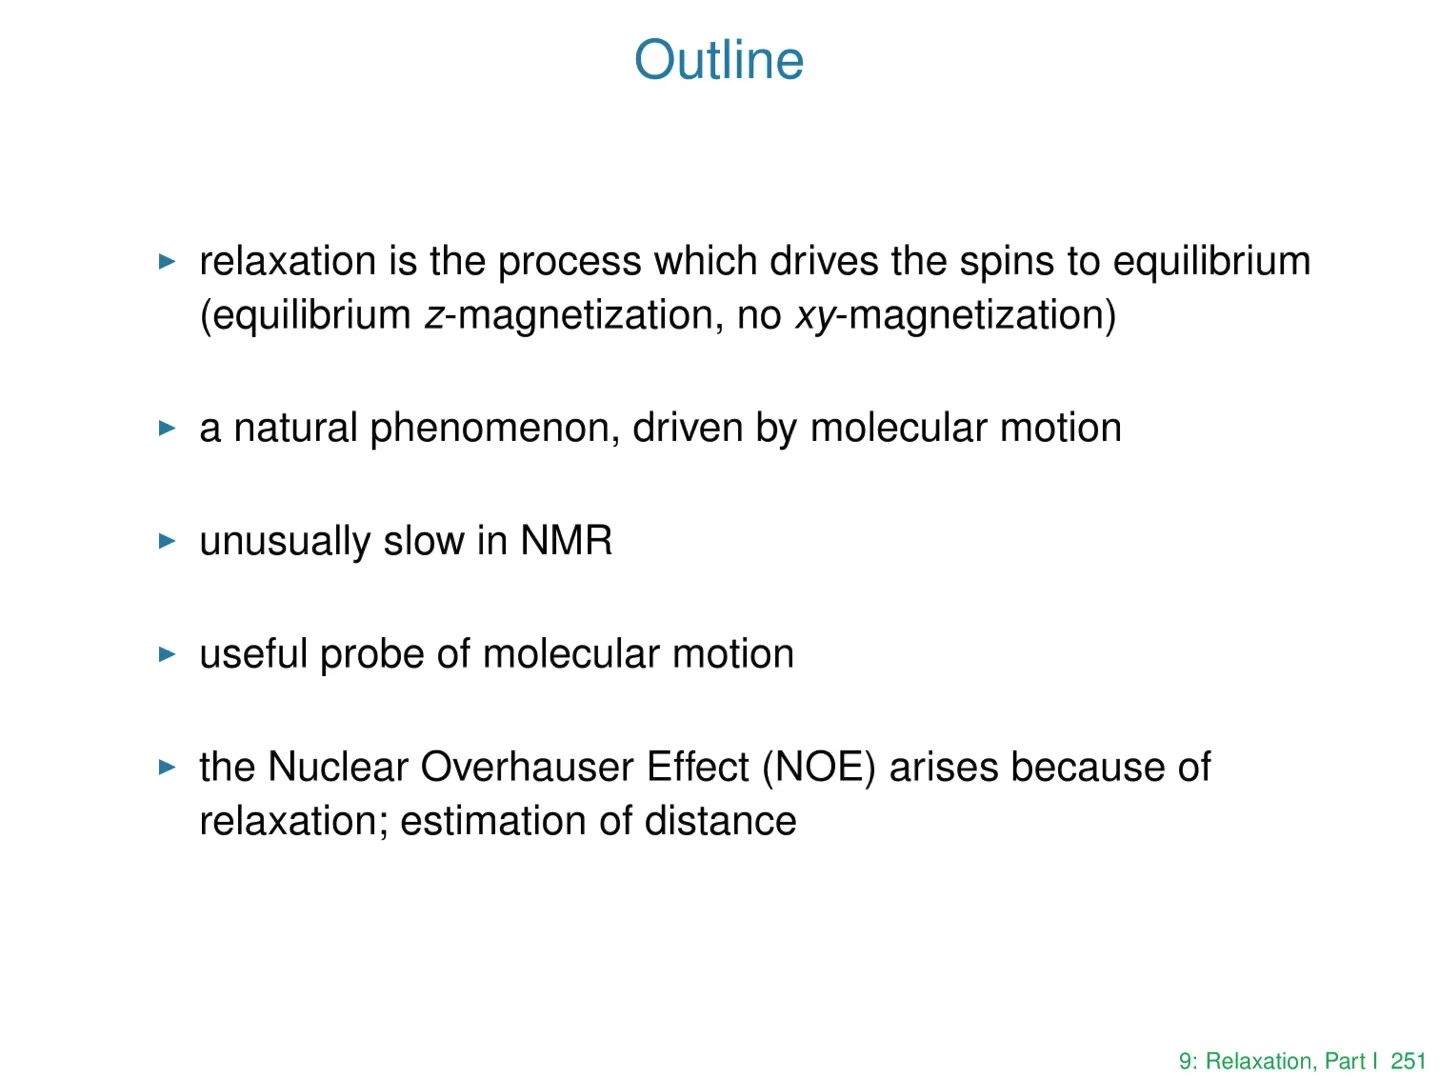 Outline
▶ relaxation is the process which drives the spins to equilibrium
(equilibrium z-magnetization, no xy-magnetization)
▶ a natural phenomenon, driven by molecular motion
▶ unusually slow in NMR
▶ useful probe of molecular motion
▶ the Nuclear Overhauser Effect (NOE) arises because of
relaxation; estimation of distance
9: Relaxation, Part I 251